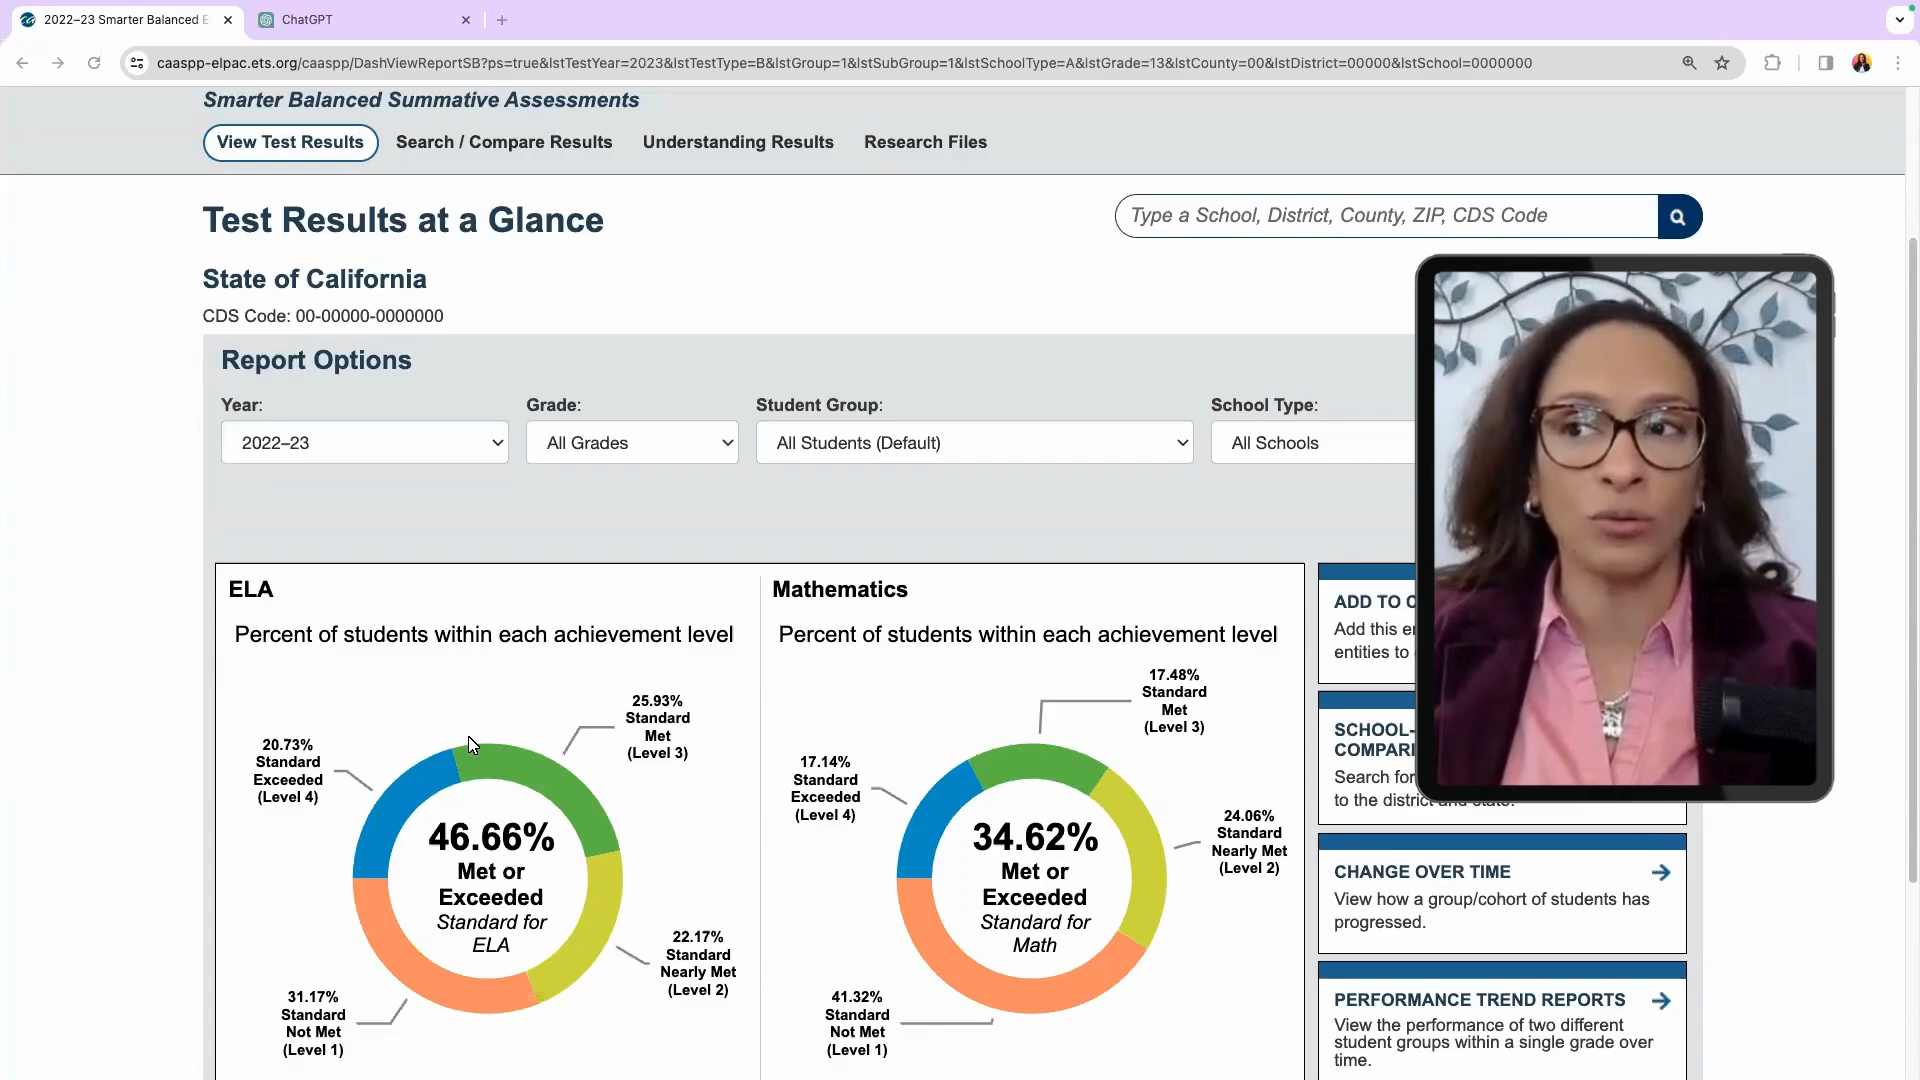 2022–23 Smarter Balanced E
ChatGPT
caaspp-elpac.ets.org/caaspp/DashViewReportSB?ps=true&lstTestYear=2023&lstTestType=B&lstGroup=1&lstSubGroup=1&lstSchoolType=A&lstGrade=13&lstCounty=00&lstDistrict=00000&lstSchool=0000000
Smarter Balanced Summative Assessments
View Test Results
Search / Compare Results
Understanding Results
Research Files
Test Results at a Glance
Type a School, District, County, ZIP, CDS Code
State of California
CDS Code: 00-00000-0000000
Report Options
Year:
Grade:
Student Group:
School Type:
2022–23
All Grades
All Students (Default)
All Schools
ELA
Percent of students within each achievement level
25.93%
Standard
Met
(Level 3)
20.73%
Standard
Exceeded
(Level 4)
46.66%
Met or
Exceeded
Standard for
ELA
22.17%
Standard
Nearly Met
(Level 2)
31.17%
Standard
Not Met
(Level 1)
Mathematics
Percent of students within each achievement level
17.48%
Standard
Met
(Level 3)
17.14%
Standard
Exceeded
(Level 4)
34.62%
Met or
Exceeded
Standard for
Math
24.06%
Standard
Nearly Met
(Level 2)
41.32%
Standard
Not Met
(Level 1)
ADD TO C
Add this en
entities to
SCHOOL-
COMPARI
Search for
to the district and state.
CHANGE OVER TIME
View how a group/cohort of students has
progressed.
PERFORMANCE TREND REPORTS
View the performance of two different
student groups within a single grade over
time.